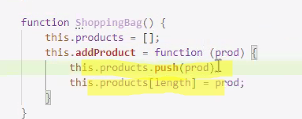 function ShoppingBag() {
this.products = [];
this.addProduct = function (prod) {
this.products.push(prod)
this.products[length] = prod;
}
}